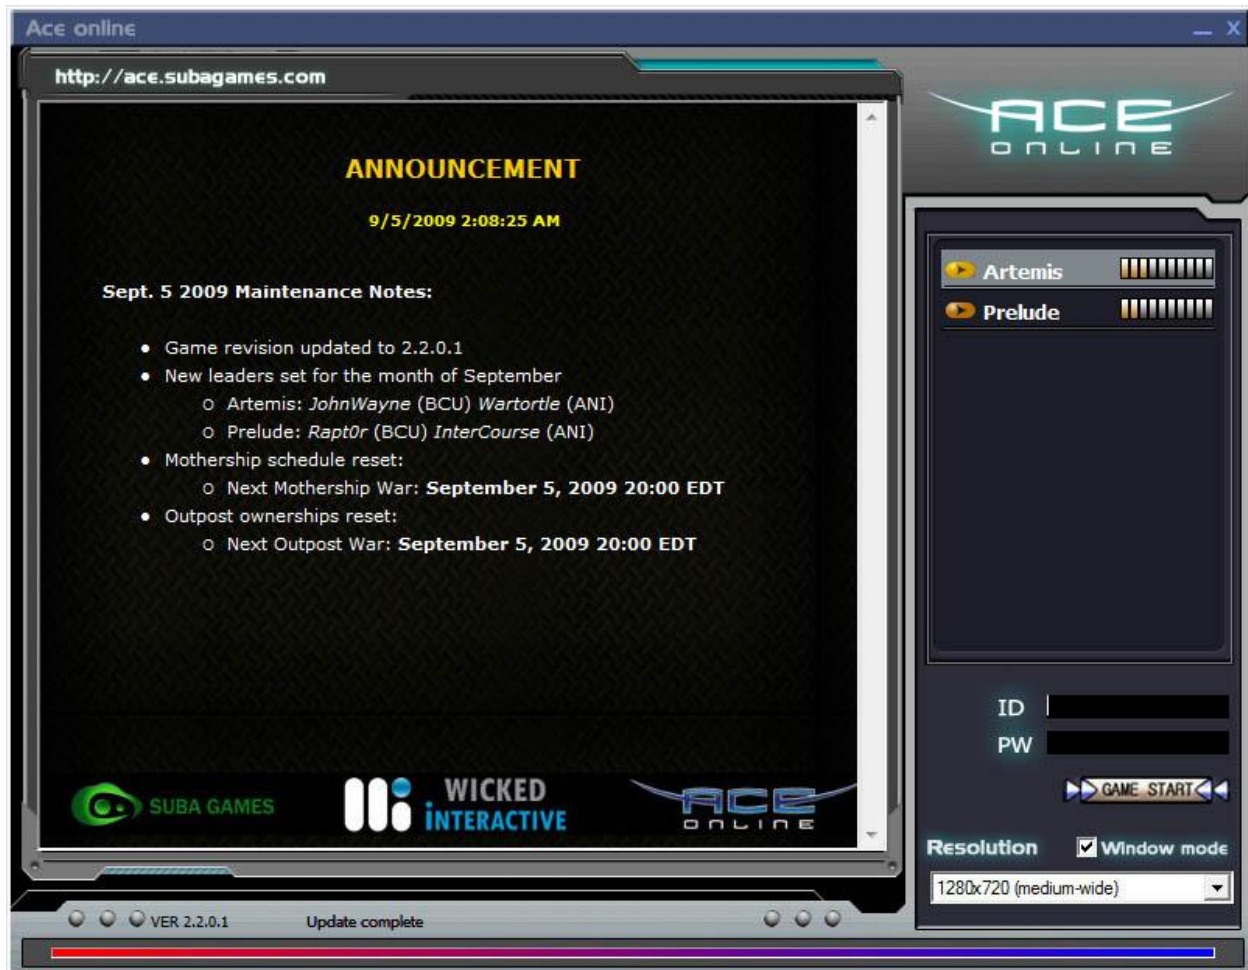 Ace online
http://ace.subagames.com
ANNOUNCEMENT
9/5/2009 2:08:25 AM
Sept. 5 2009 Maintenance Notes:
• Game revision updated to 2.2.0.1
• New leaders set for the month of September
o Artemis: JohnWayne (BCU) Wartortle (ANI)
o Prelude: Rapt0r (BCU) InterCourse (ANI)
• Mothership schedule reset:
o Next Mothership War: September 5, 2009 20:00 EDT
• Outpost ownerships reset:
o Next Outpost War: September 5, 2009 20:00 EDT
SUBA GAMES
WICKED
INTERACTIVE
ACE
ONLINE
VER 2.2.0.1 Update complete
ACE
ONLINE
Artemis
Prelude
ID
PW
GAME START
Resolution Window mode
1280x720 (medium-wide)